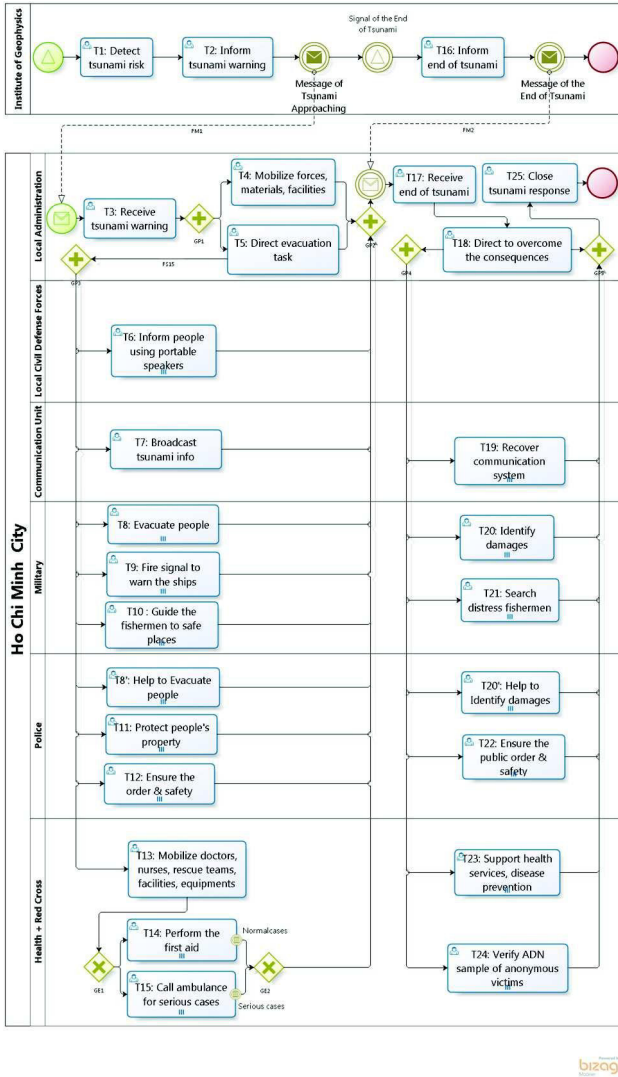 Institute of Geophysics
T1: Detect
tsunami risk
T2: Inform
tsunami warning
Message of
Tsunami
Approaching
Signal of the End
of Tsunami
T16: Inform
end of tsunami
Message of the
End of Tsunami
FM1
FM2
Ho Chi Minh City
Local Administration
T3: Receive
tsunami warning
GP1
T4: Mobilize forces,
materials, facilities
T5: Direct evacuation
task
FS15
GP3
T17: Receive
end of tsunami
T25: Close
tsunami response
T18: Direct to overcome
the consequences
GP4
Local Civil Defense Forces
T6: Inform people
using portable
speakers
Communication Unit
T7: Broadcast
tsunami info
T19: Recover
communication
system
Military
T8: Evacuate people
T9: Fire signal to
warn the ships
T10 : Guide the
fishermen to safe
places
T20: Identify
damages
T21: Search
distress fishermen
Police
T8': Help to Evacuate
people
T11: Protect people's
property
T12: Ensure the
order & safety
T20': Help to
Identify damages
T22: Ensure the
public order &
safety
Health + Red Cross
T13: Mobilize doctors,
nurses, rescue teams,
facilities, equipments
GE1
T14: Perform the
first aid
Normalcases
T15: Call ambulance
for serious cases
Serious cases
GE2
T23: Support health
services, disease
prevention
T24: Verify ADN
sample of anonymous
victims
bizagi